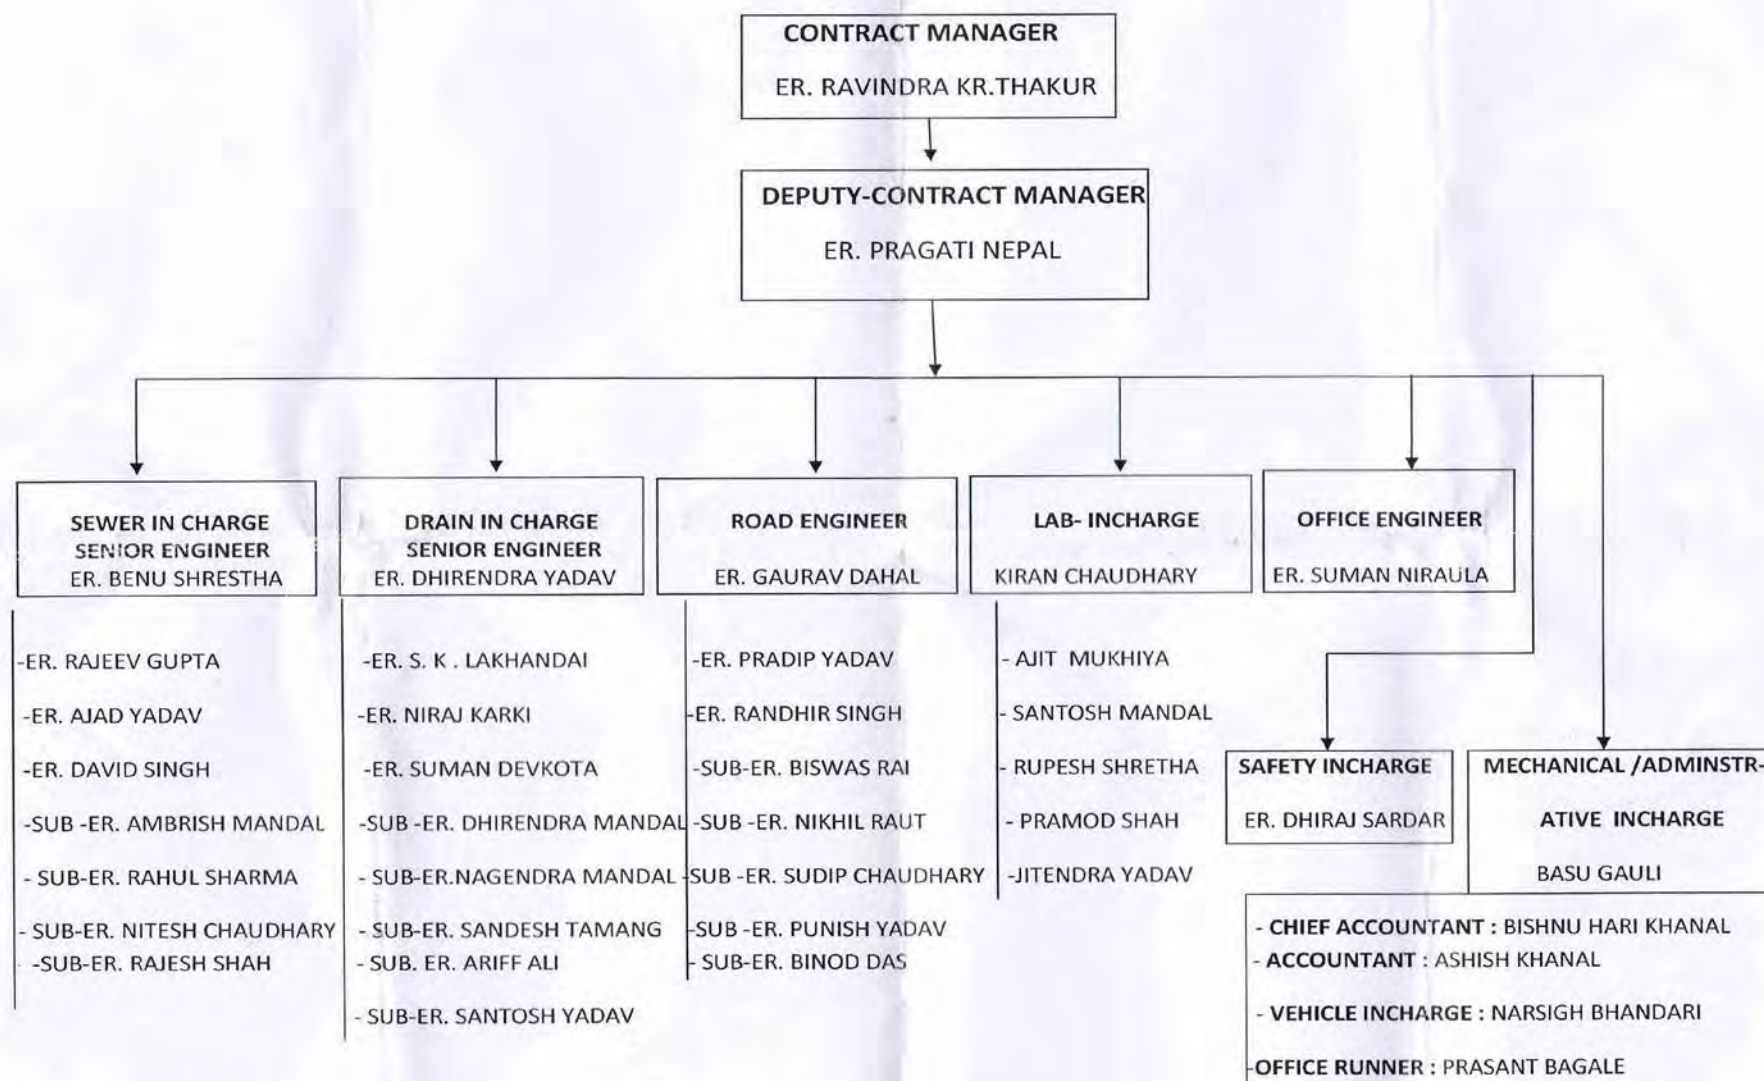 CONTRACT MANAGER
ER. RAVINDRA KR.THAKUR
DEPUTY-CONTRACT MANAGER
ER. PRAGATI NEPAL
SEWER IN CHARGE
SENIOR ENGINEER
ER. BENU SHRESTHA
-ER. RAJEEV GUPTA
-ER. AJAD YADAV
-ER. DAVID SINGH
-SUB -ER. AMBRISH MANDAL
- SUB-ER. RAHUL SHARMA
- SUB-ER. NITESH CHAUDHARY
-SUB-ER. RAJESH SHAH
DRAIN IN CHARGE
SENIOR ENGINEER
ER. DHIRENDRA YADAV
-ER. S. K . LAKHANDAI
-ER. NIRAJ KARKI
-ER. SUMAN DEVKOTA
-SUB -ER. DHIRENDRA MANDAL
- SUB-ER.NAGENDRA MANDAL
- SUB-ER. SANDESH TAMANG
- SUB. ER. ARIFF ALI
- SUB-ER. SANTOSH YADAV
ROAD ENGINEER
ER. GAURAV DAHAL
-ER. PRADIP YADAV
-ER. RANDHIR SINGH
-SUB-ER. BISWAS RAI
-SUB -ER. NIKHIL RAUT
-SUB -ER. SUDIP CHAUDHARY
-SUB -ER. PUNISH YADAV
- SUB-ER. BINOD DAS
LAB- INCHARGE
KIRAN CHAUDHARY
- AJIT MUKHIYA
- SANTOSH MANDAL
- RUPESH SHRETHA
- PRAMOD SHAH
-JITENDRA YADAV
OFFICE ENGINEER
ER. SUMAN NIRAULA
SAFETY INCHARGE
ER. DHIRAJ SARDAR
MECHANICAL /ADMINSTR-
ATIVE INCHARGE
BASU GAULI
- CHIEF ACCOUNTANT : BISHNU HARI KHANAL
- ACCOUNTANT : ASHISH KHANAL
- VEHICLE INCHARGE : NARSIGH BHANDARI
-OFFICE RUNNER : PRASANT BAGALE